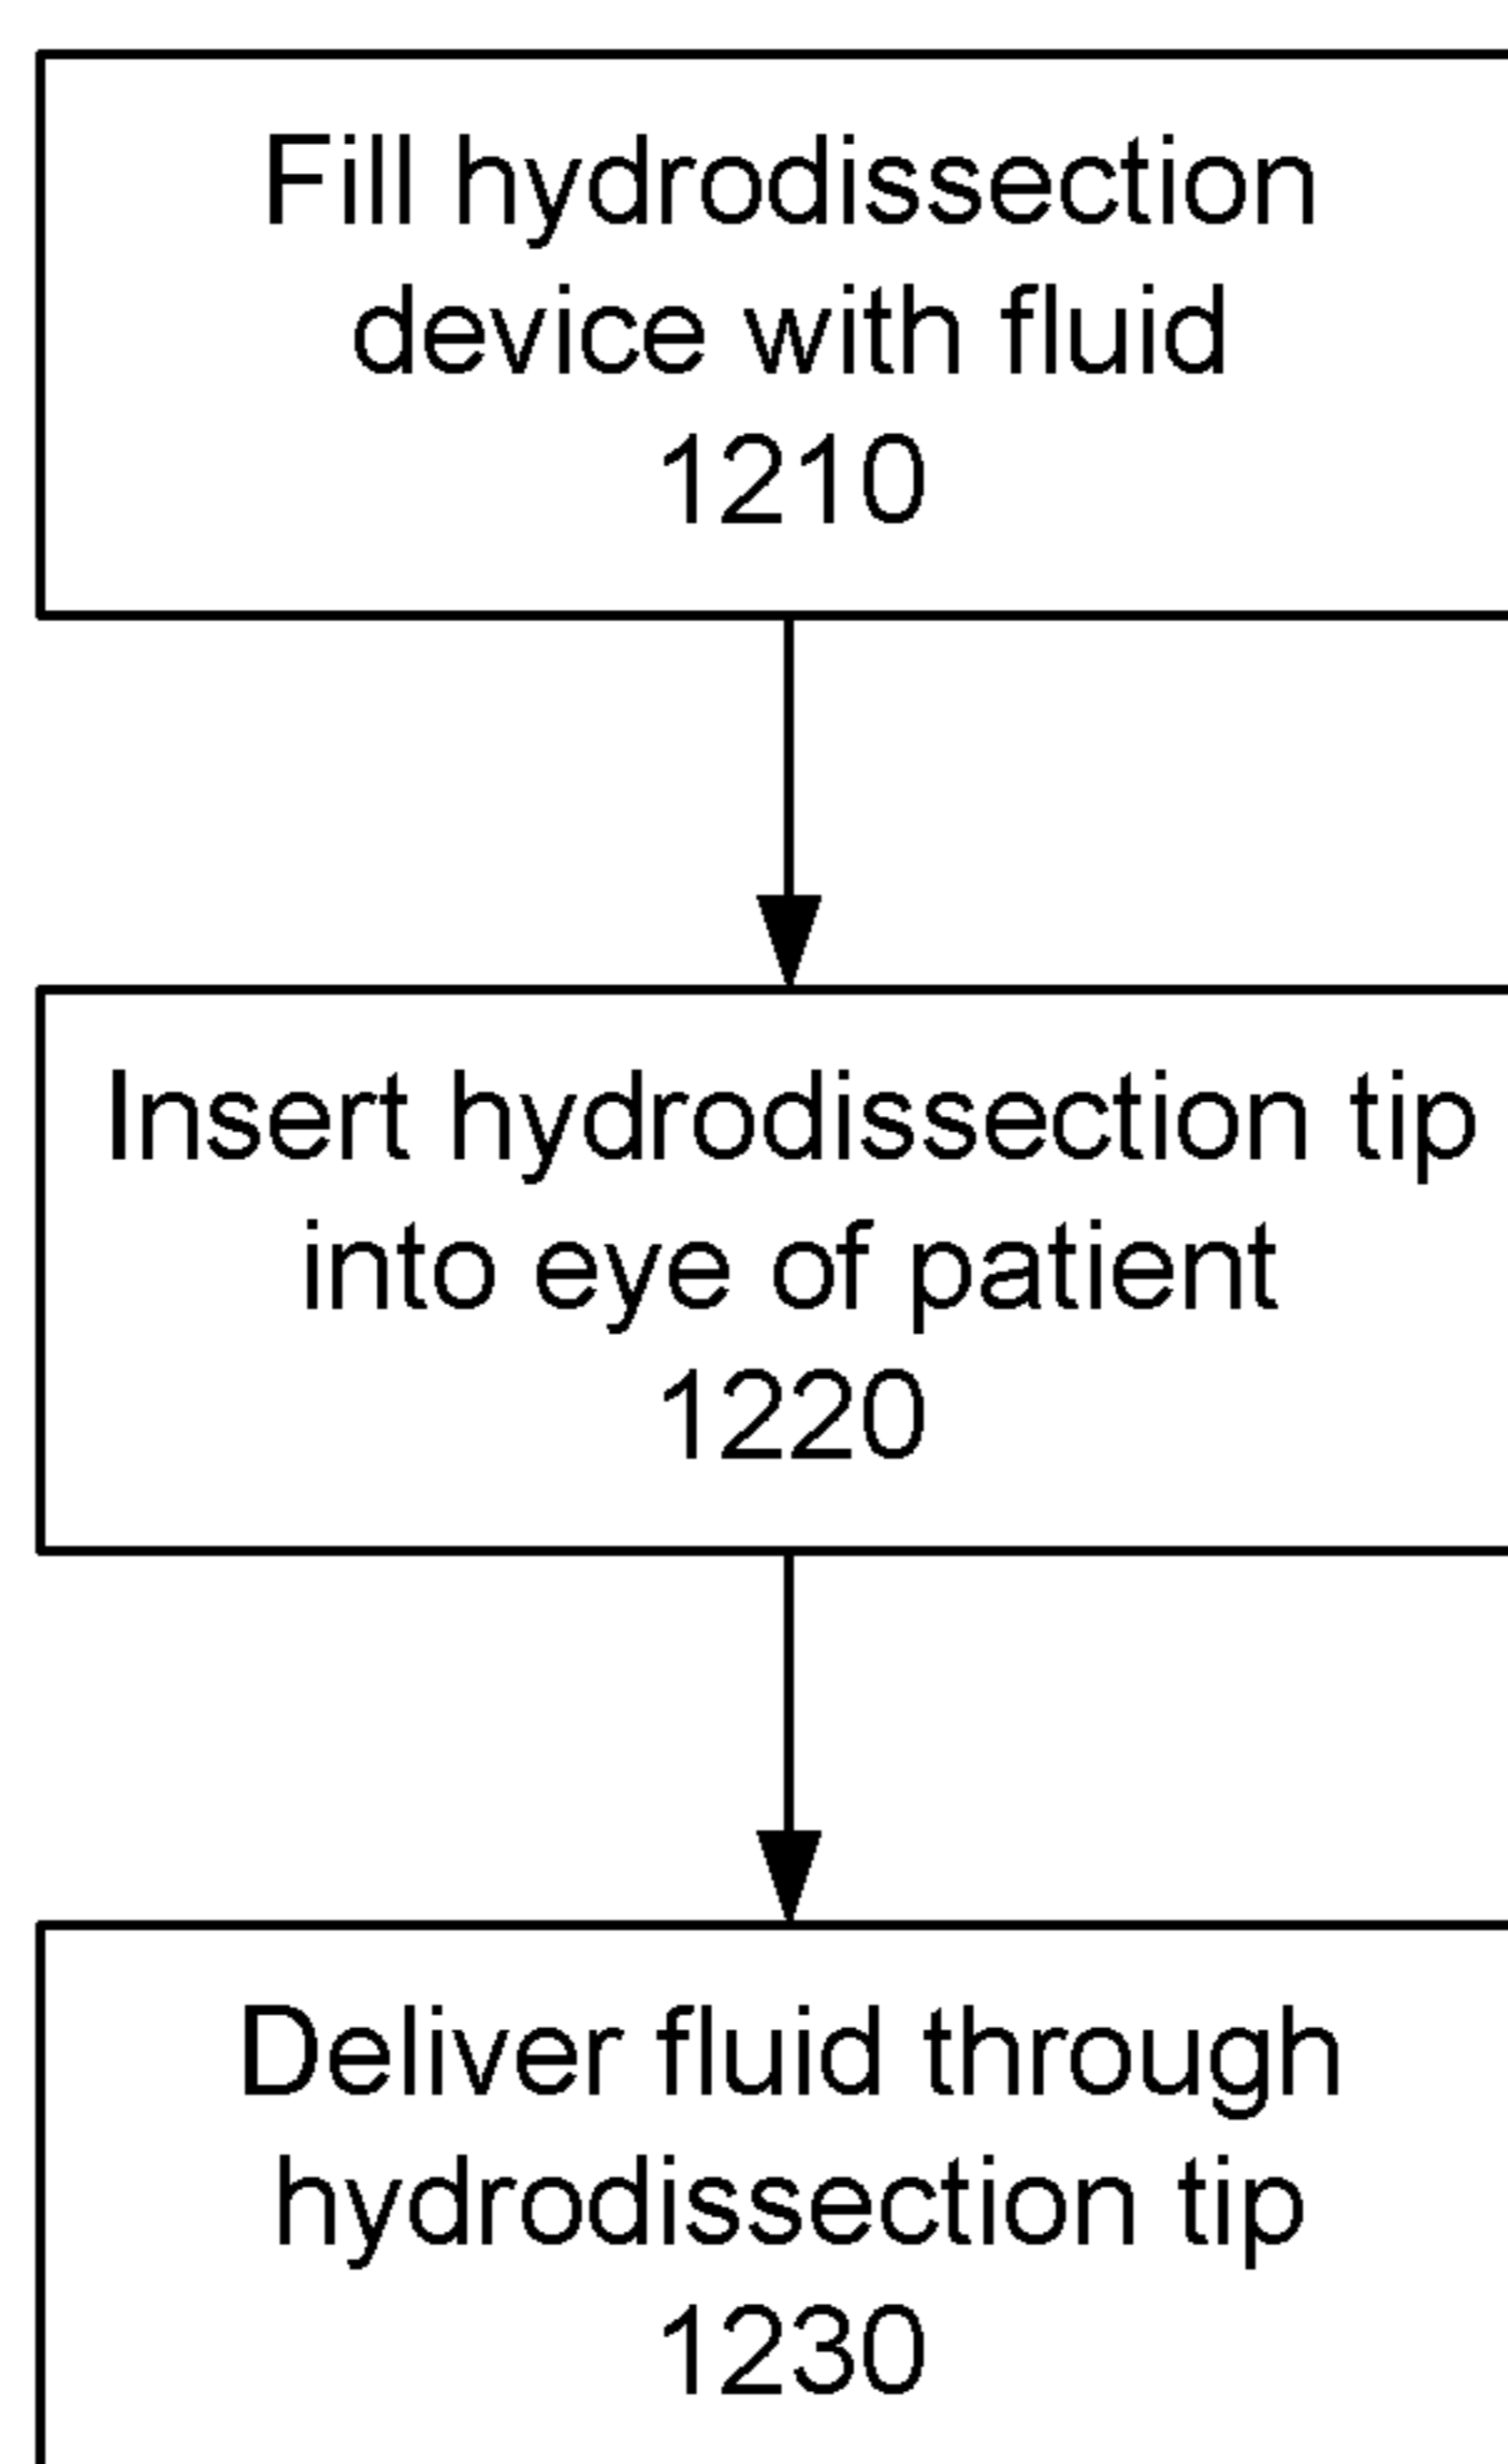 Fill hydrodissection
device with fluid
1210
Insert hydrodissection tip
into eye of patient
1220
Deliver fluid through
hydrodissection tip
1230